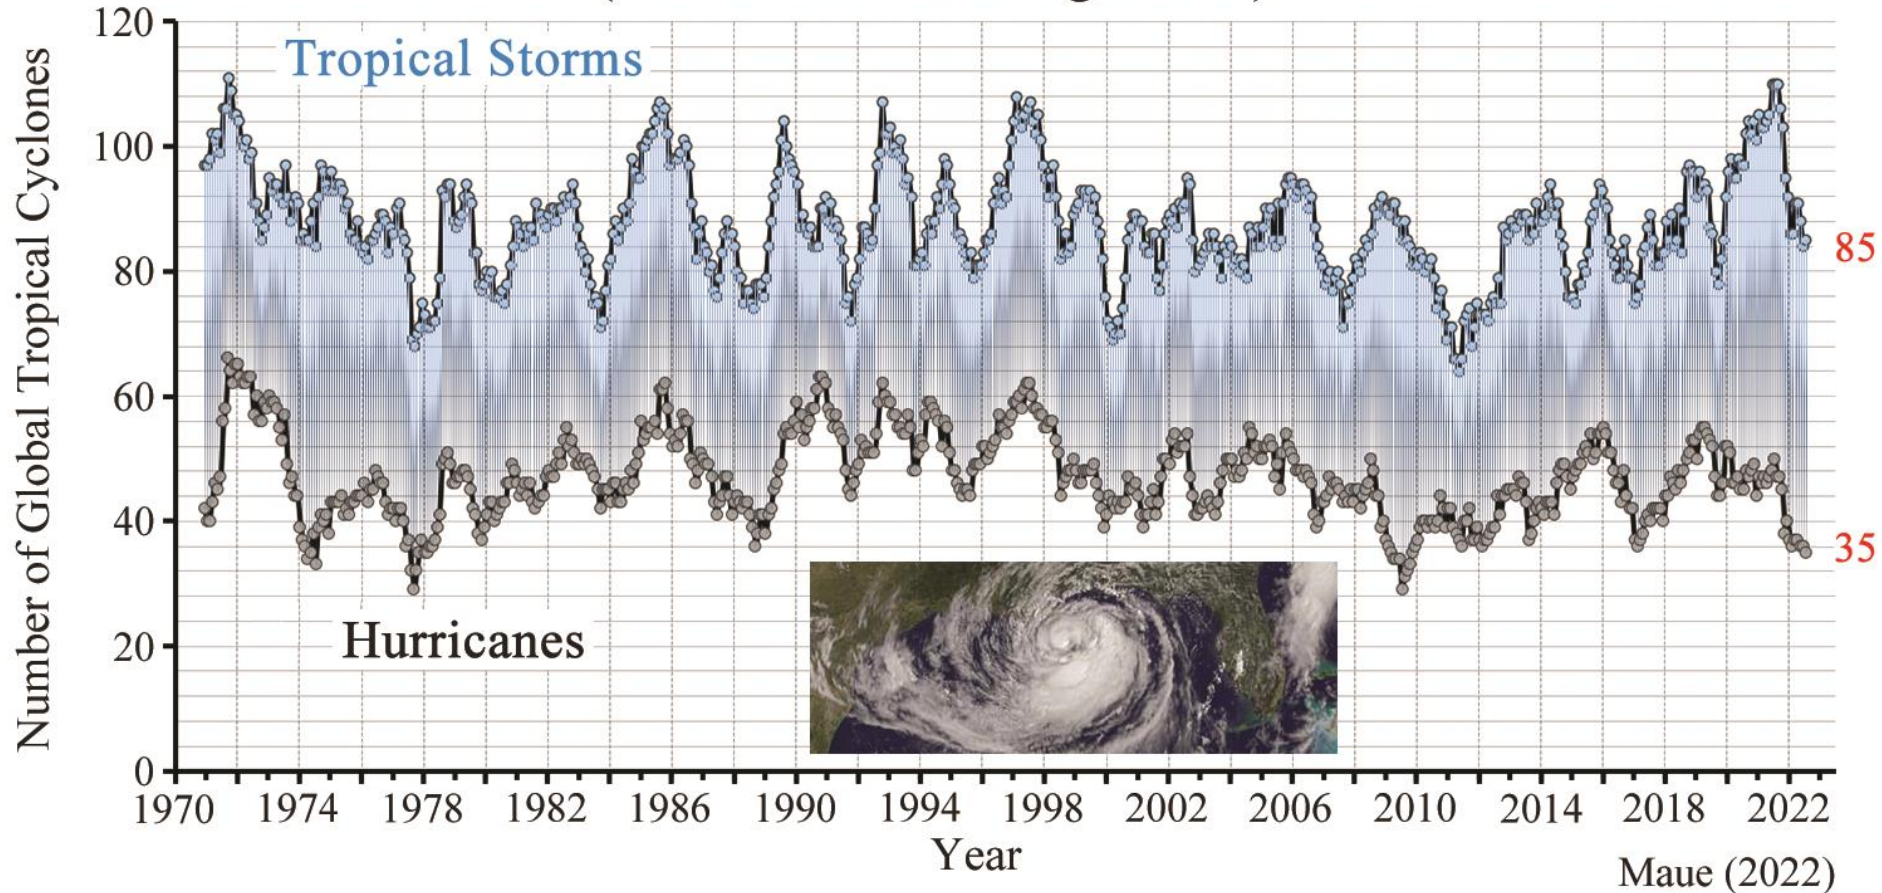 120
Tropical Storms
100
80
60
40
20
0
85
35
Hurricanes
Number of Global Tropical Cyclones
1970 1974 1978 1982 1986 1990 1994 1998 2002 2006 2010 2014 2018 2022
Year
Maue (2022)